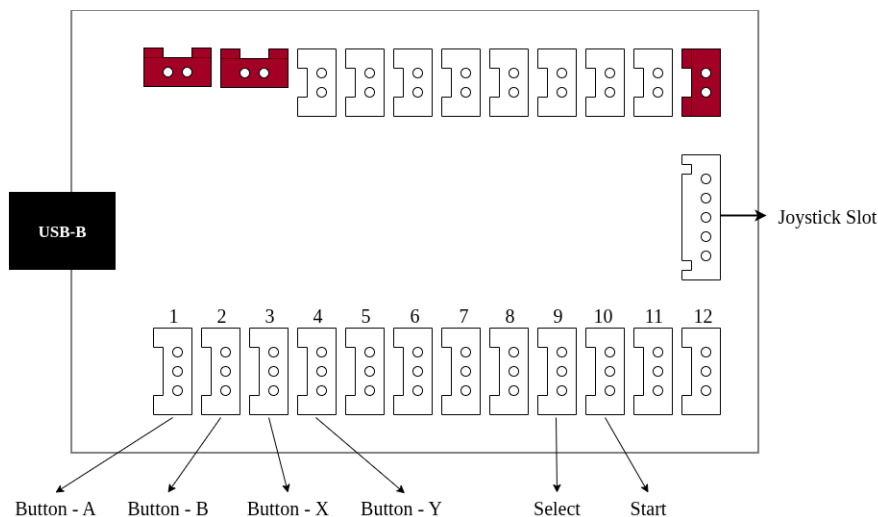 USB-B
Joystick Slot
1 2 3 4 5 6 7 8 9 10 11 12
Button - A Button - B Button - X Button - Y Select Start